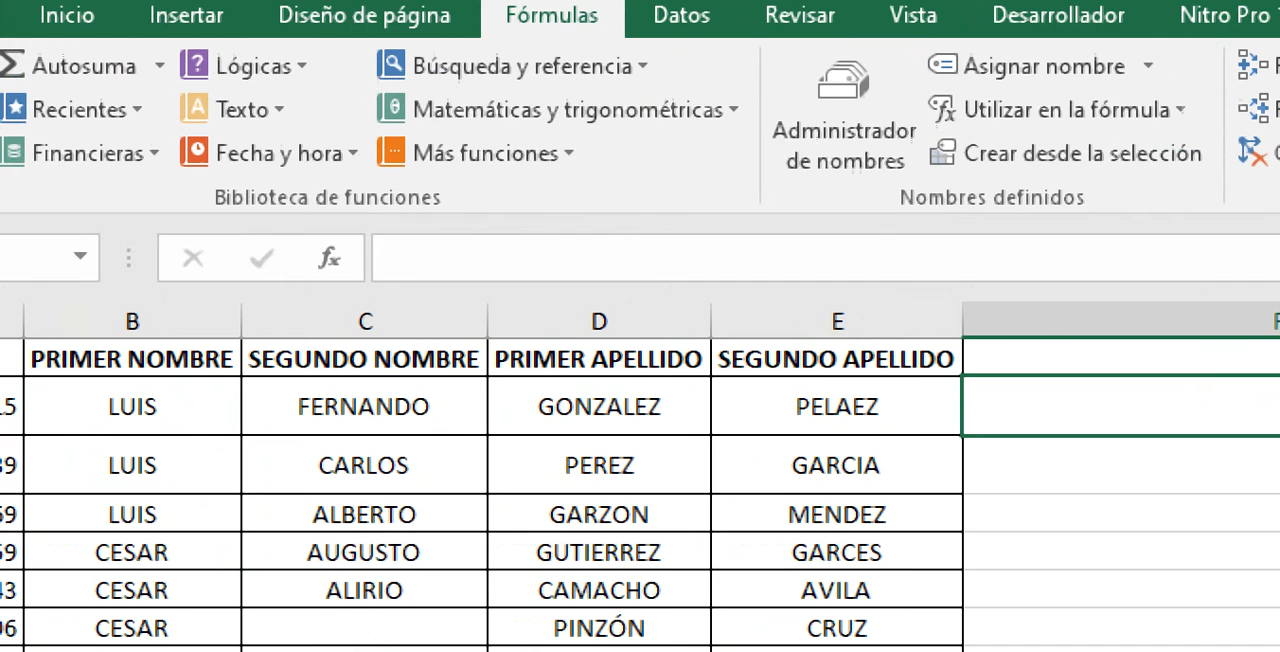 Inicio Insertar Diseño de página Fórmulas Datos Revisar Vista Desarrollador Nitro Pro
Autosuma Lógicas Búsqueda y referencia Asignar nombre
Recientes Texto Matemáticas y trigonométricas Utilizar en la fórmula
Financieras Fecha y hora Más funciones Administrador de nombres Crear desde la selección
Biblioteca de funciones Nombres definidos
fx
B C D E
PRIMER NOMBRE SEGUNDO NOMBRE PRIMER APELLIDO SEGUNDO APELLIDO
LUIS FERNANDO GONZALEZ PELAEZ
LUIS CARLOS PEREZ GARCIA
LUIS ALBERTO GARZON MENDEZ
CESAR AUGUSTO GUTIERREZ GARCES
CESAR ALIRIO CAMACHO AVILA
CESAR PINZÓN CRUZ